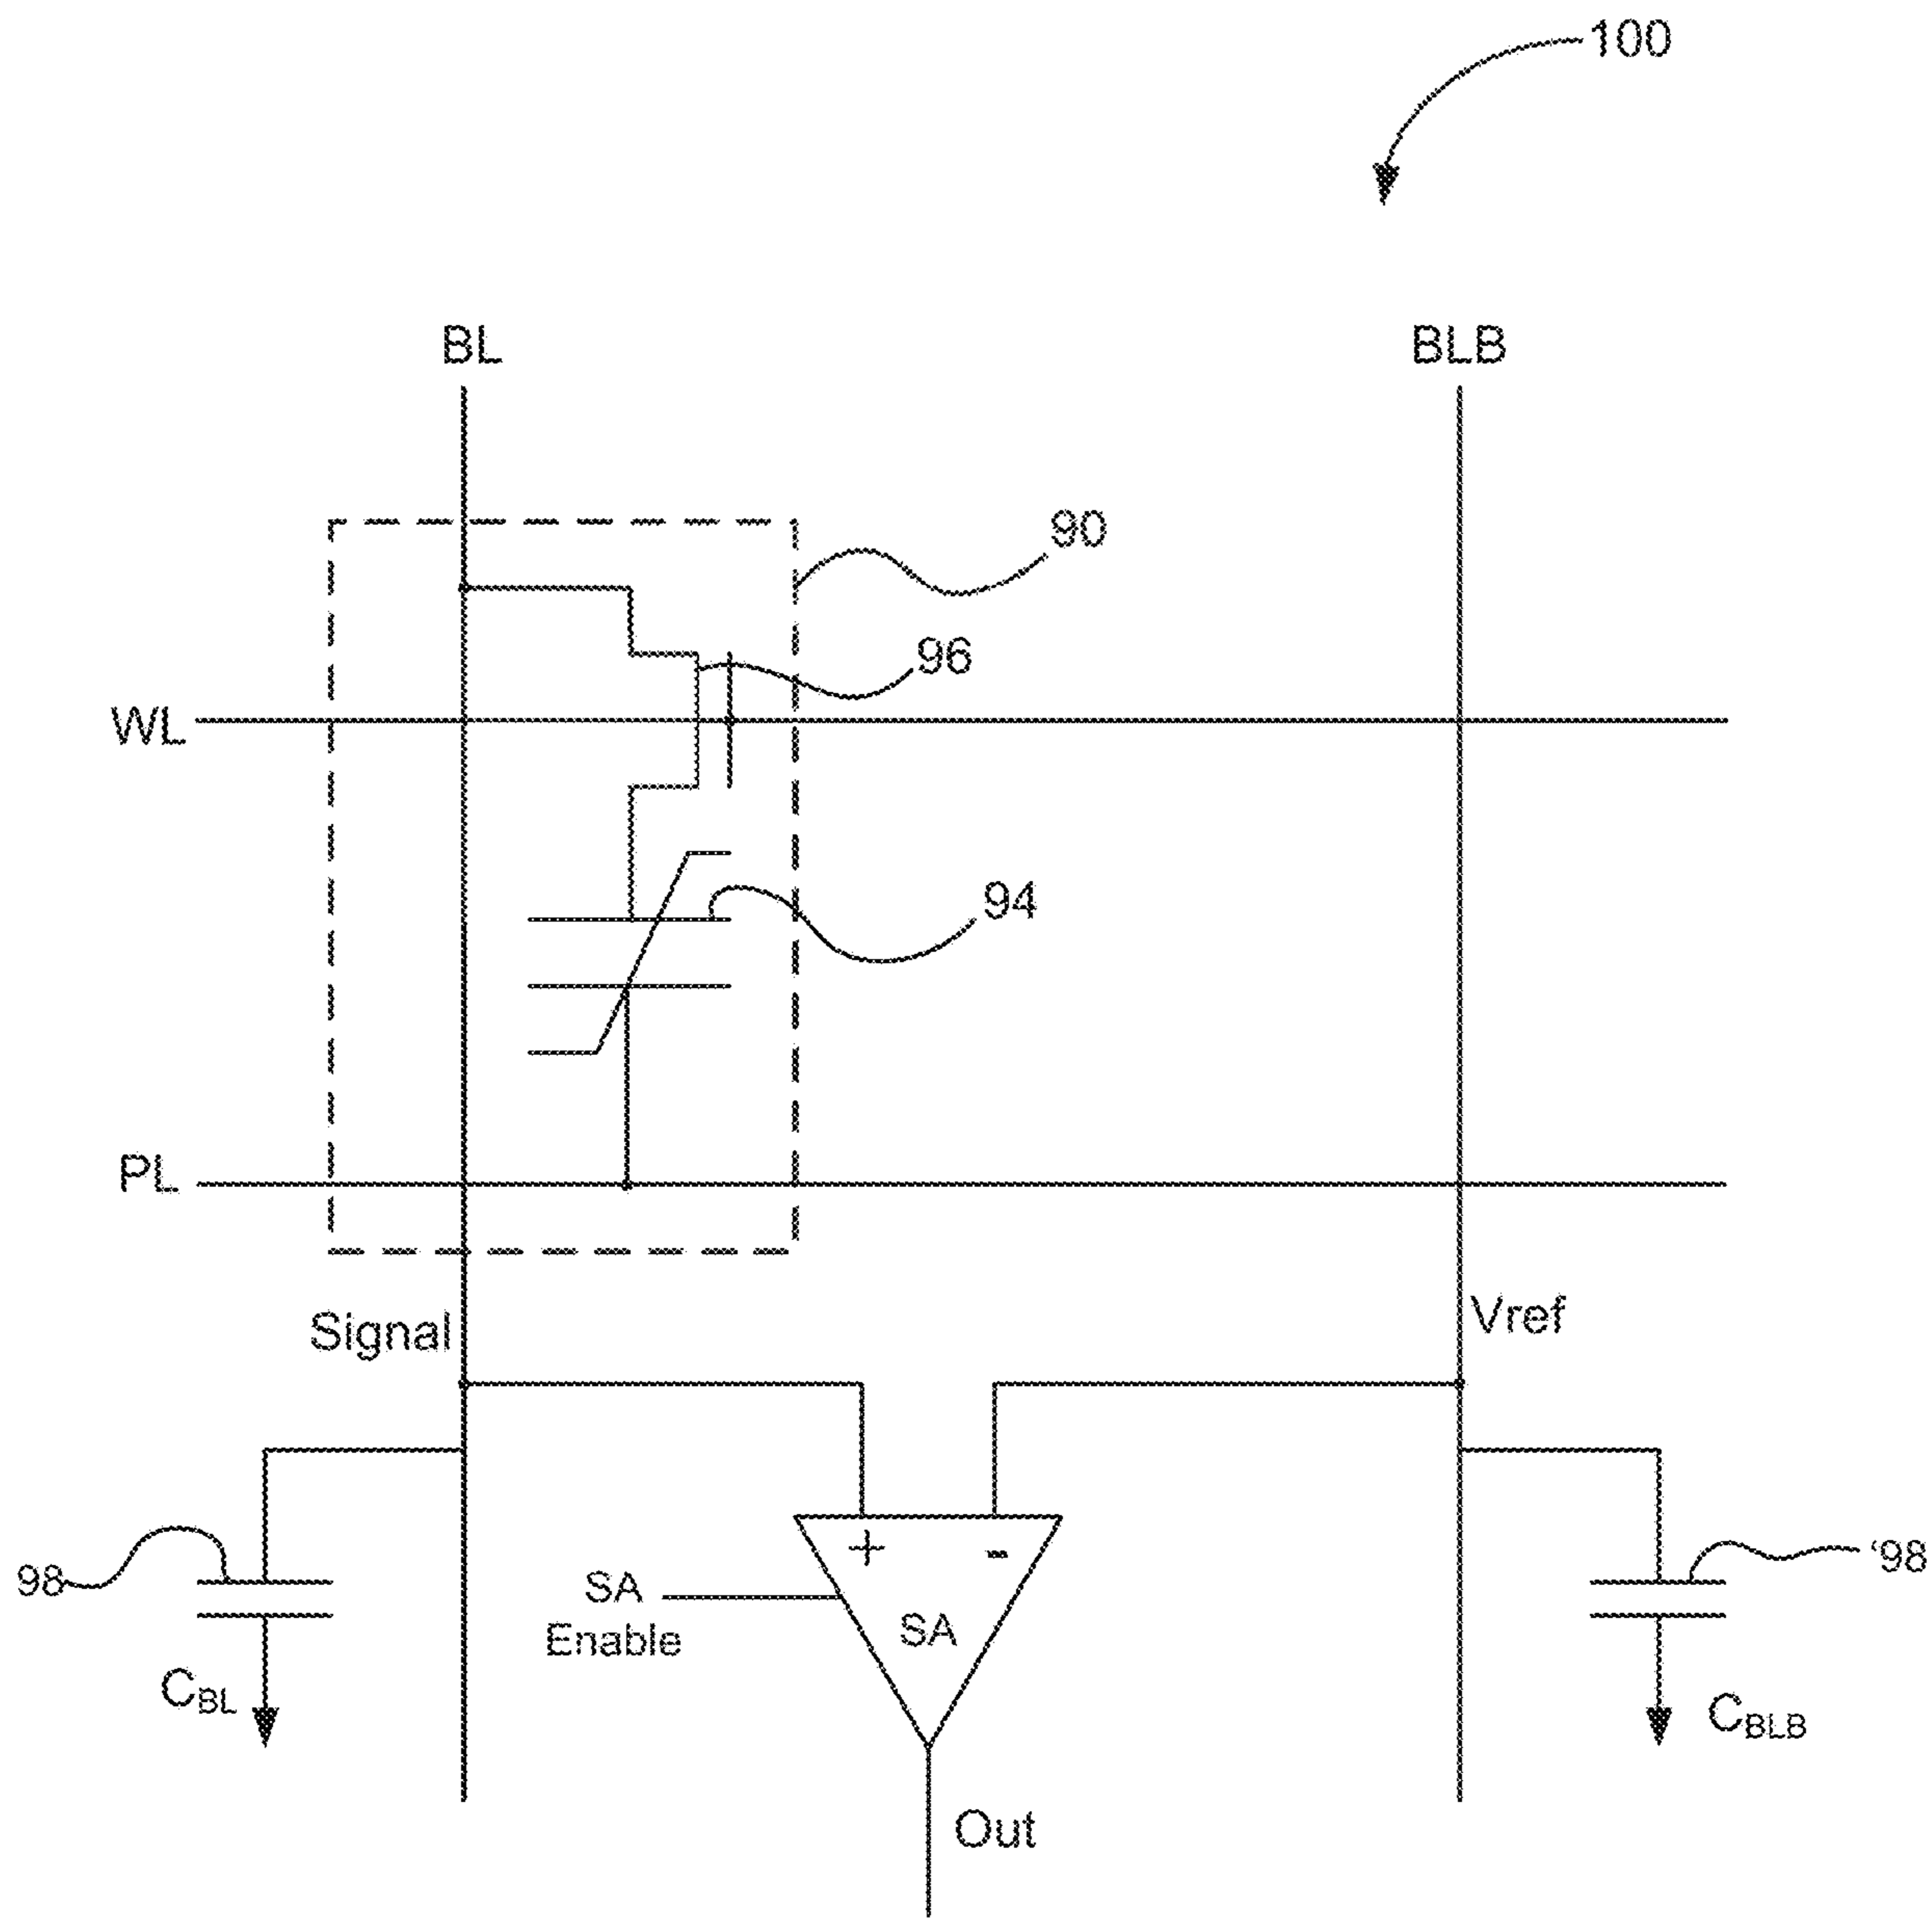 100
BL
BLB
90
96
WL
94
PL
Signal
Vref
+
-
98
SA
Enable
SA
'98
CBL
CBLB
Out